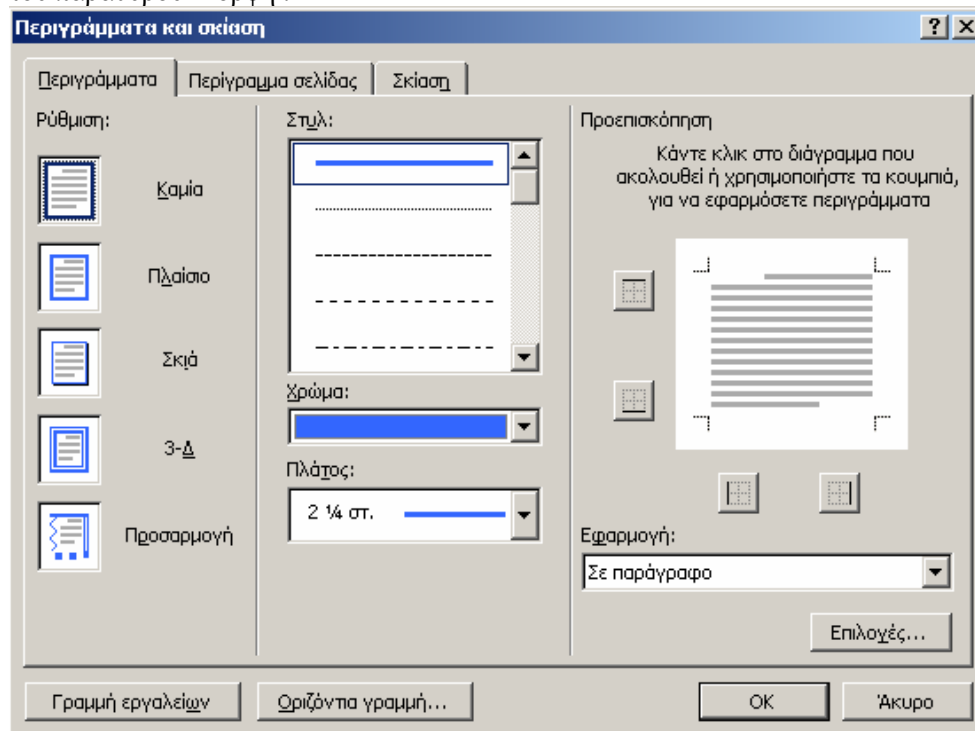 Περιγράμματα και σκίαση
Περιγράμματα
Περίγραμμα σελίδας
Σκίαση
Ρύθμιση:
Καμία
Πλαίσιο
Σκιά
3-Δ
Προσαρμογή
Στυλ:
Χρώμα:
Πλάτος:
2 ¼ στ.
Προεπισκόπηση
Κάντε κλικ στο διάγραμμα που
ακολουθεί ή χρησιμοποιήστε τα κουμπιά,
για να εφαρμόσετε περιγράμματα
Εφαρμογή:
Σε παράγραφο
Επιλογές...
Γραμμή εργαλείων
Οριζόντια γραμμή...
OK
Άκυρο